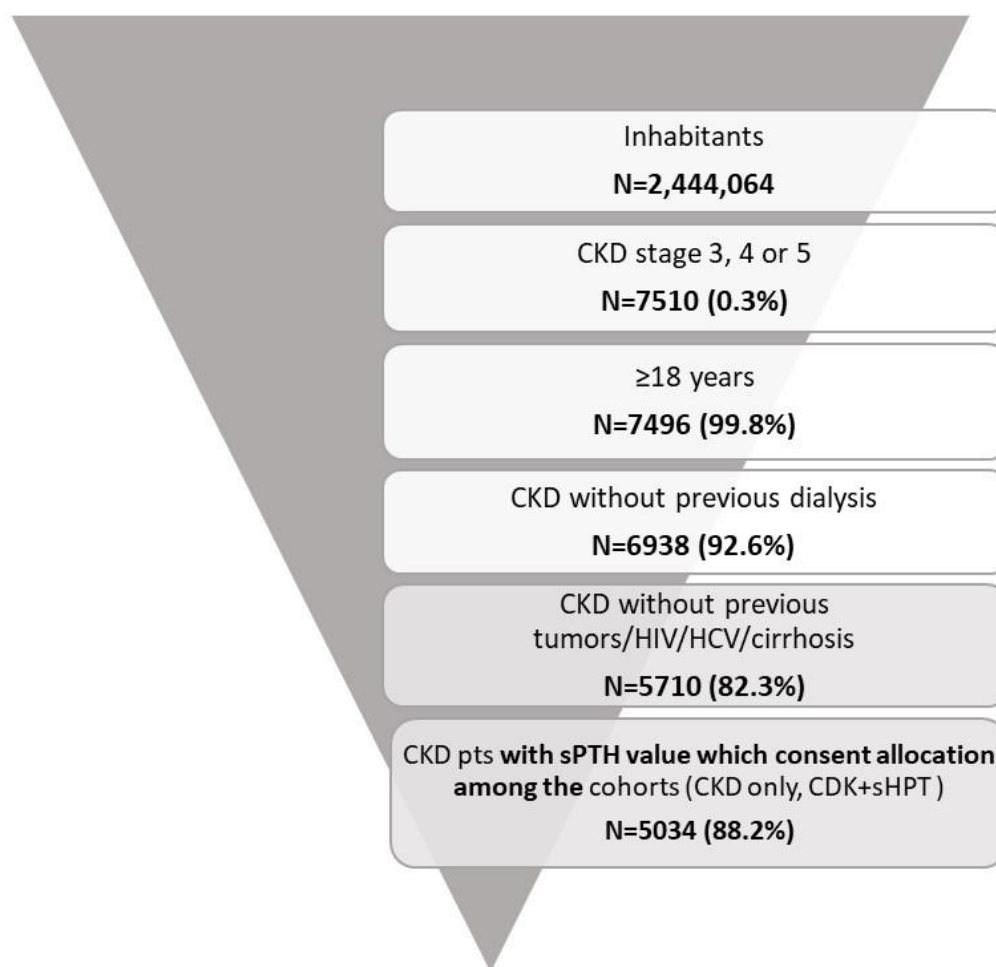 Inhabitants
N=2,444,064
CKD stage 3, 4 or 5
N=7510 (0.3%)
≥18 years
N=7496 (99.8%)
CKD without previous dialysis
N=6938 (92.6%)
CKD without previous
tumors/HIV/HCV/cirrhosis
N=5710 (82.3%)
CKD pts with sPTH value which consent allocation
among the cohorts (CKD only, CDK+sHPT )
N=5034 (88.2%)